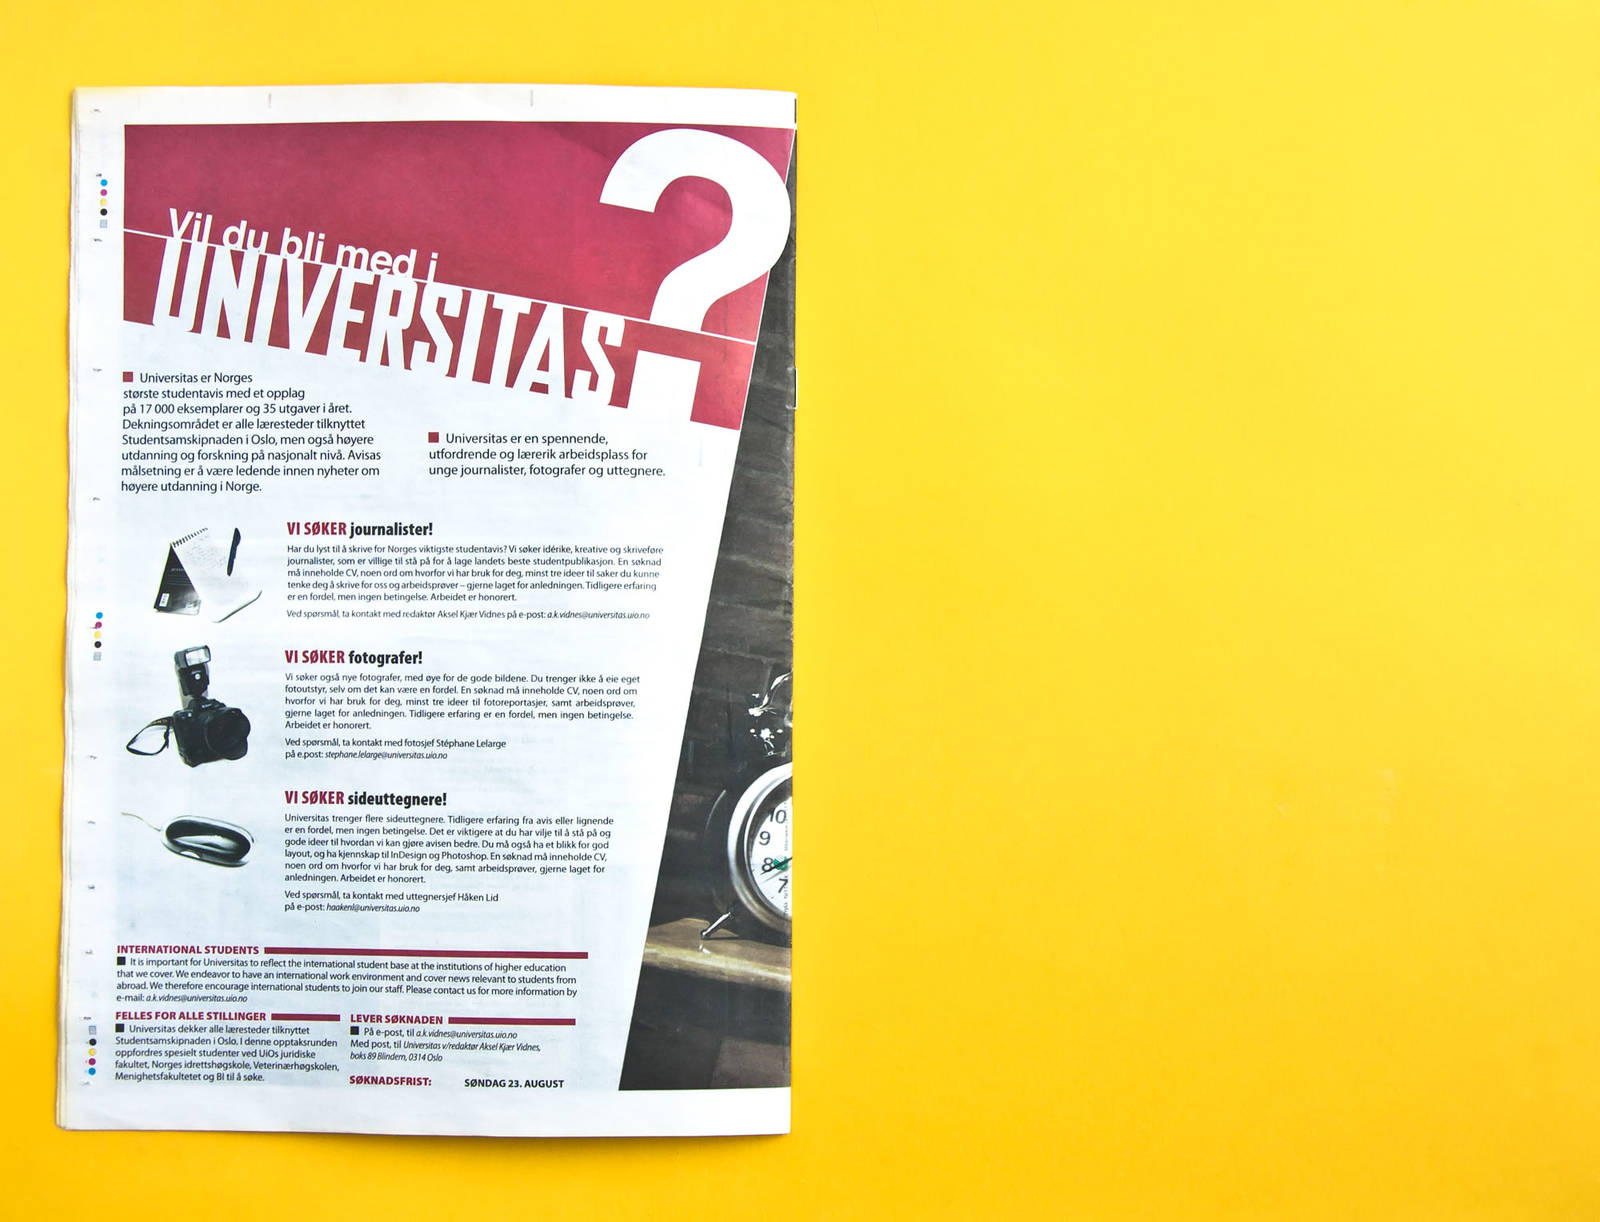 Vil du bli med i
UNIVERSITAS?
Universitas er Norges
største studentavis med et opplag
på 17 000 eksemplarer og 35 utgaver i året.
Dekningsområdet er alle læresteder tilknyttet
Studentsamskipnaden i Oslo, men også høyere
utdanning og forskning på nasjonalt nivå. Avisas
målsetning er å være ledende innen nyheter om
høyere utdanning i Norge.
Universitas er en spennende,
utfordrende og lærerik arbeidsplass for
unge journalister, fotografer og uttegnere.
VI SØKER journalister!
Har du lyst til å skrive for Norges viktigste studentavis? Vi søker idérike, kreative og skriveføre
journalister, som er villige til stå på for å lage landets beste studentpublikasjon. En søknad
må inneholde CV, noen ord om hvorfor vi har bruk for deg, minst tre ideer til saker du kunne
tenke deg å skrive for oss og arbeidsprøver – gjerne laget for anledningen. Tidligere erfaring
er en fordel, men ingen betingelse. Arbeidet er honorert.
Ved spørsmål, ta kontakt med redaktør Aksel Kjær Vidnes på e-post: a.k.vidnes@universitas.uio.no
VI SØKER fotografer!
Vi søker også nye fotografer, med øye for de gode bildene. Du trenger ikke å eie eget
fotoutstyr, selv om det kan være en fordel. En søknad må inneholde CV, noen ord om
hvorfor vi har bruk for deg, minst tre ideer til fotoreportasjer, samt arbeidsprøver,
gjerne laget for anledningen. Tidligere erfaring er en fordel, men ingen betingelse.
Arbeidet er honorert.
Ved spørsmål, ta kontakt med fotosjef Stéphane Lelarge
på e.post: stephane.lelarge@universitas.uio.no
VI SØKER sideuttegnere!
Universitas trenger flere sideuttegnere. Tidligere erfaring fra avis eller lignende
er en fordel, men ingen betingelse. Det er viktigere at du har vilje til å stå på og
gode ideer til hvordan vi kan gjøre avisen bedre. Du må også ha et blikk for god
layout, og ha kjennskap til InDesign og Photoshop. En søknad må inneholde CV,
noen ord om hvorfor vi har bruk for deg, samt arbeidsprøver, gjerne laget for
anledningen. Arbeidet er honorert.
Ved spørsmål, ta kontakt med uttegnersjef Håken Lid
på e-post: haakenl@universitas.uio.no
10
9
8
7
INTERNATIONAL STUDENTS
It is important for Universitas to reflect the international student base at the institutions of higher education
that we cover. We endeavor to have an international work environment and cover news relevant to students from
abroad. We therefore encourage international students to join our staff. Please contact us for more information by
e-mail: a.k.vidnes@universitas.uio.no
FELLES FOR ALLE STILLINGER
Universitas dekker alle læresteder tilknyttet
Studentsamskipnaden i Oslo. I denne opptaksrunden
oppfordres spesielt studenter ved UiOs juridiske
fakultet, Norges idrettshøgskole, Veterinærhøgskolen,
Menighetsfakultetet og BI til å søke.
LEVER SØKNADEN
På e-post, til a.k.vidnes@universitas.uio.no
Med post, til Universitas v/redaktør Aksel Kjær Vidnes,
boks 89 Blindern, 0314 Oslo
SØKNADSFRIST: SØNDAG 23. AUGUST